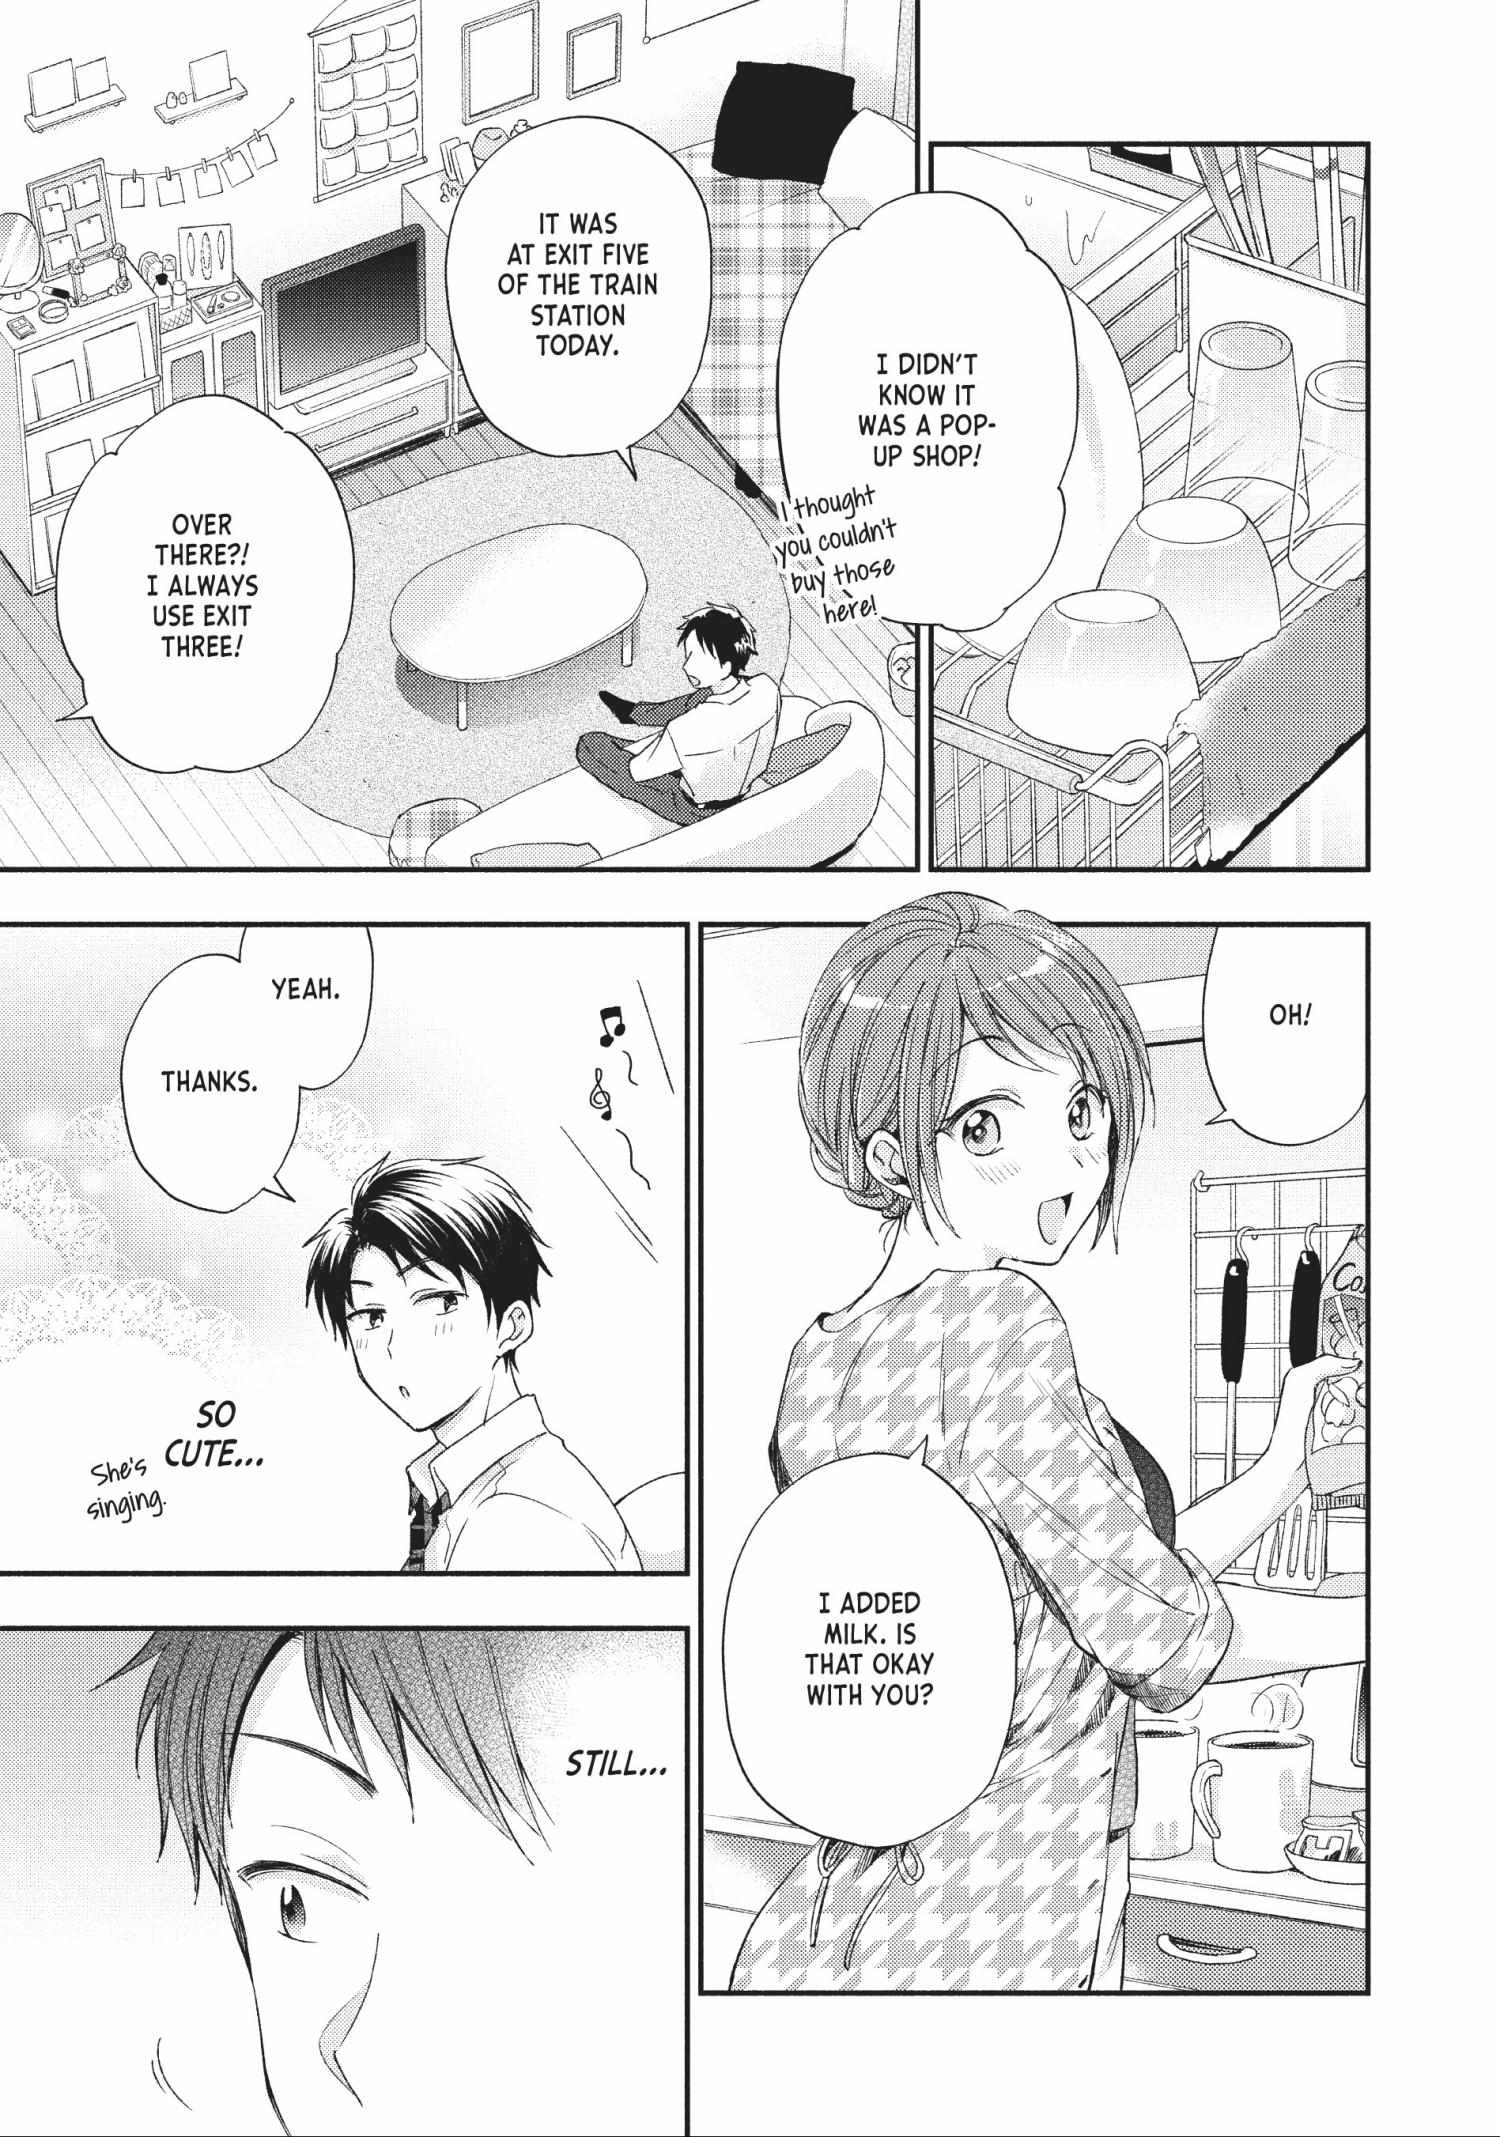 I DIDN'T
KNOW IT
WAS A POP-
UP SHOP!
I thought
you couldn't
buy those
here!
IT WAS
AT EXIT FIVE
OF THE TRAIN
STATION
TODAY.
OVER
THERE?!
I ALWAYS
USE EXIT
THREE!
OH!
Co
I ADDED
MILK. IS
THAT OKAY
WITH YOU?
YEAH.
THANKS.
SO
CUTE...
She's
singing.
STILL...